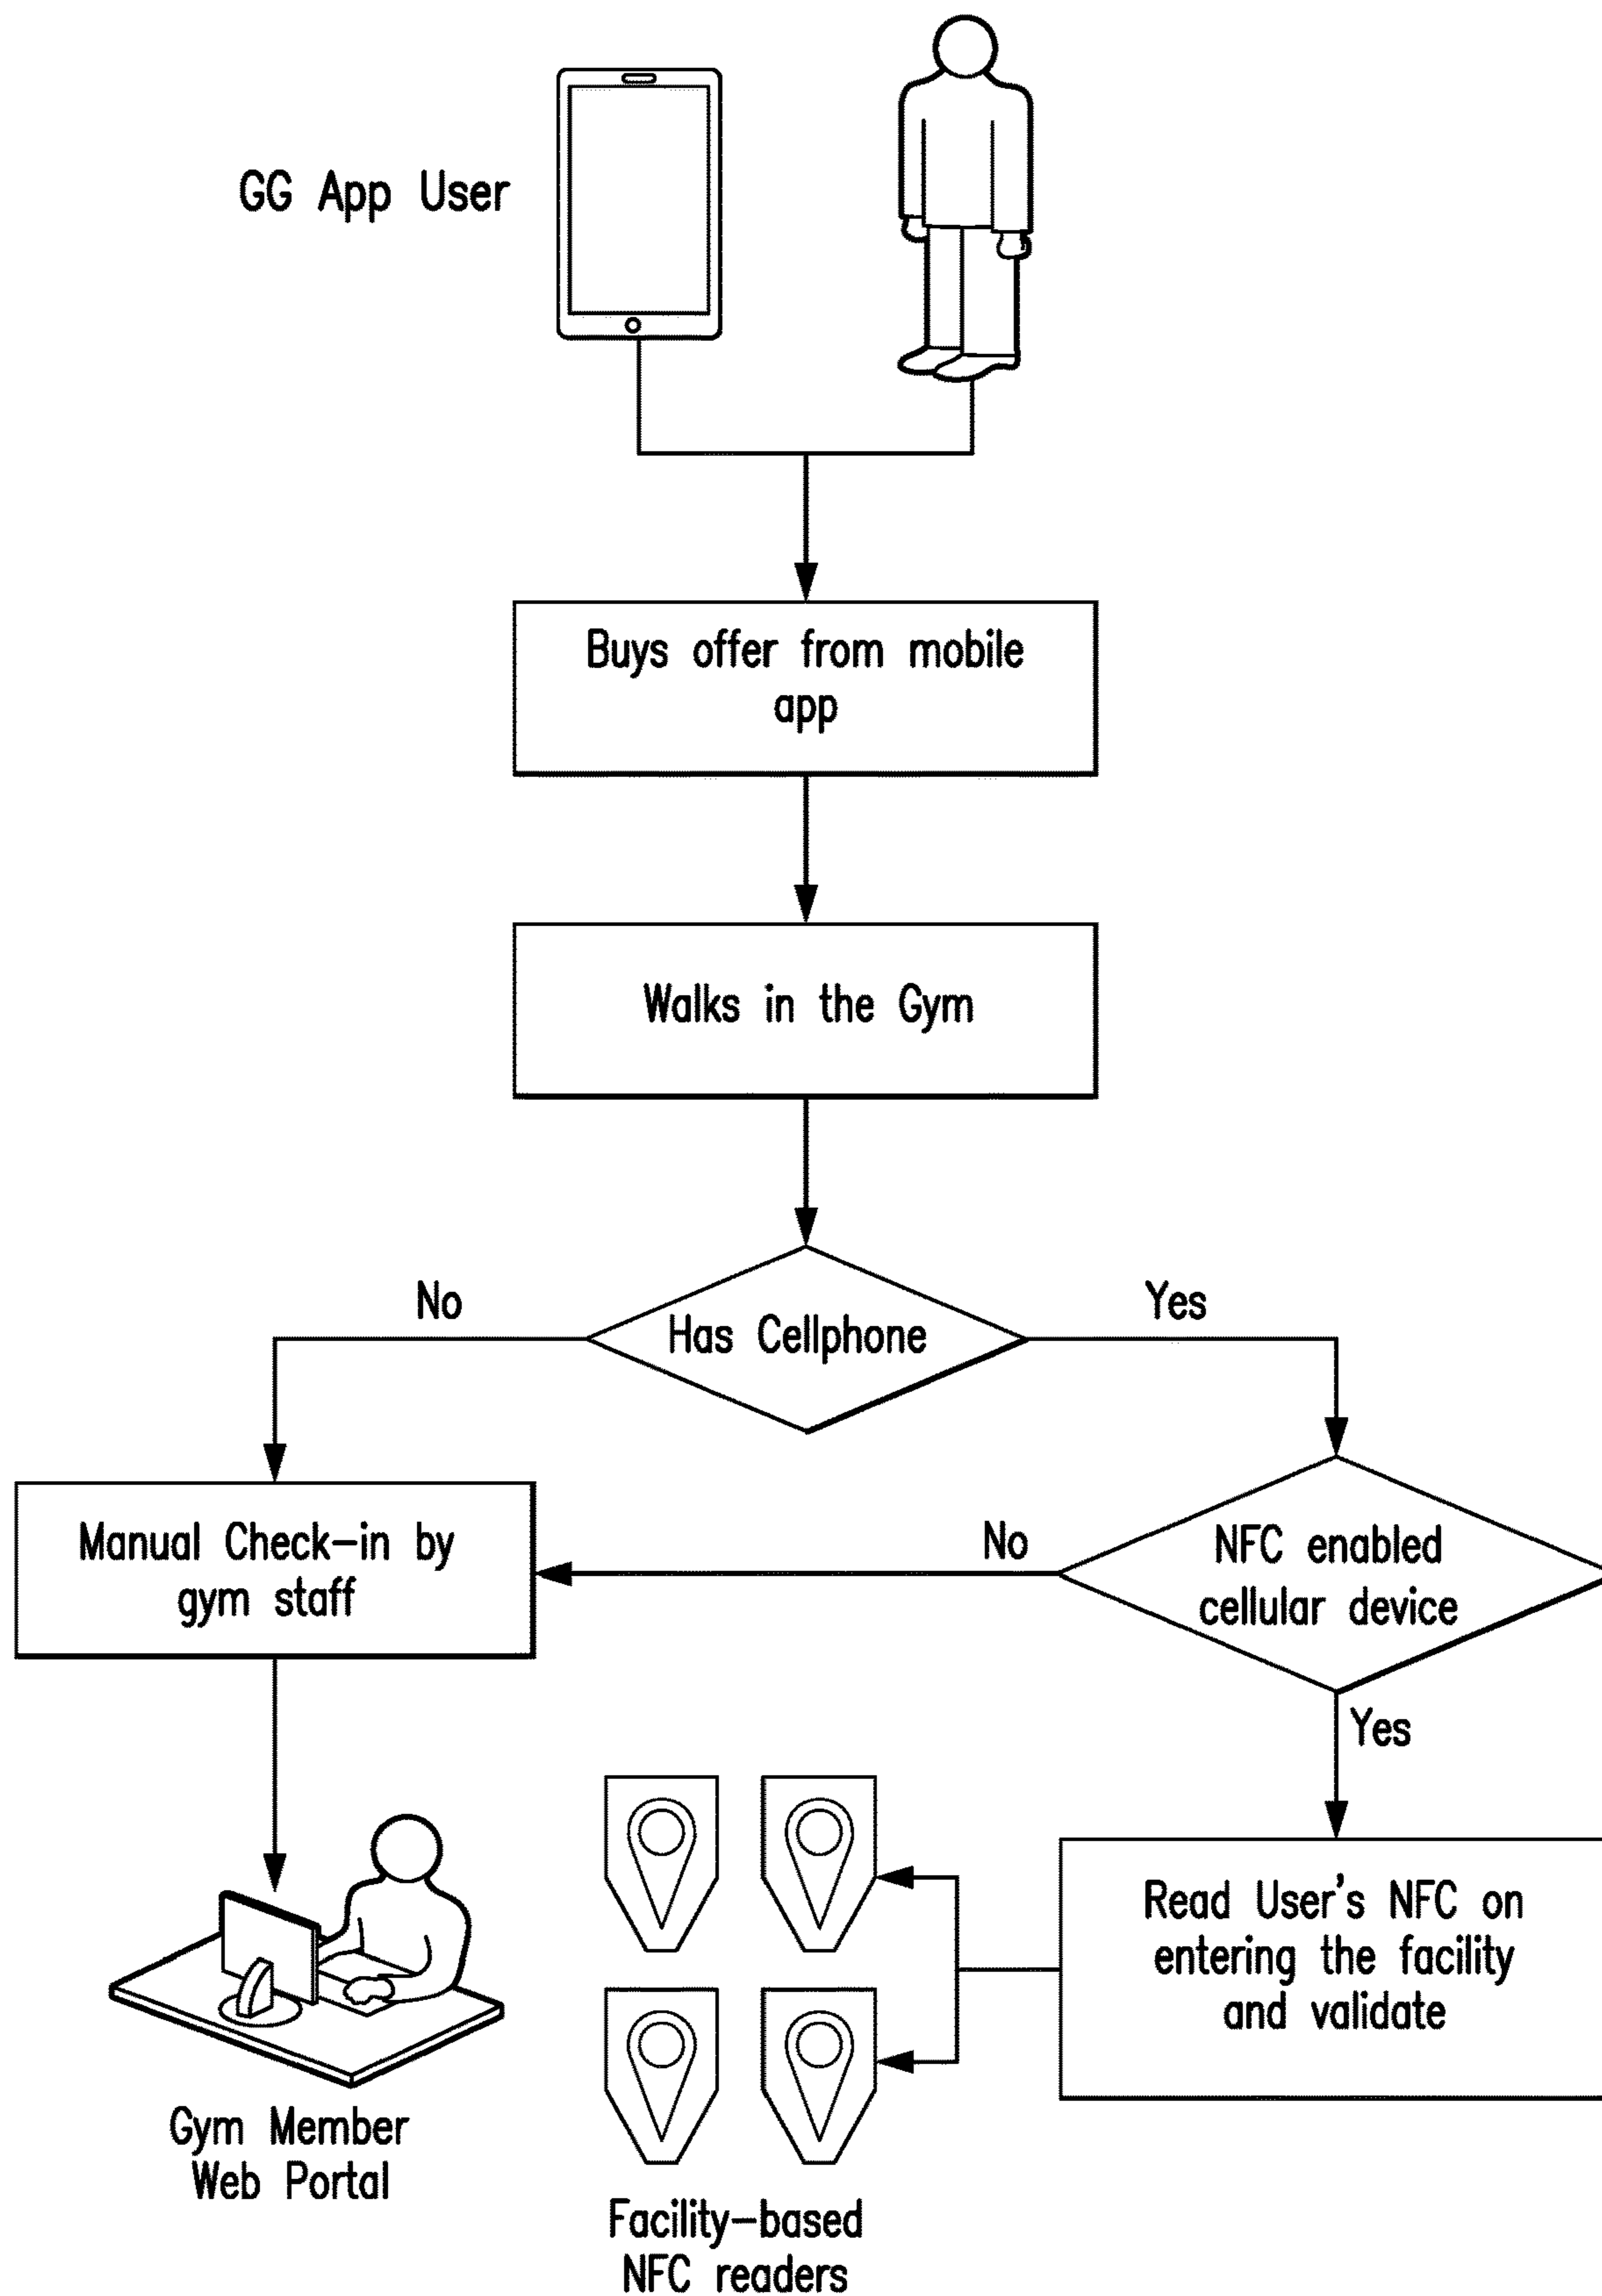 GG App User
Buys offer from mobile
app
Walks in the Gym
No
Yes
Has Cellphone
Manual Check-in by
gym staff
No
NFC enabled
cellular device
Yes
Read User's NFC on
entering the facility
and validate
Gym Member
Web Portal
Facility-based
NFC readers